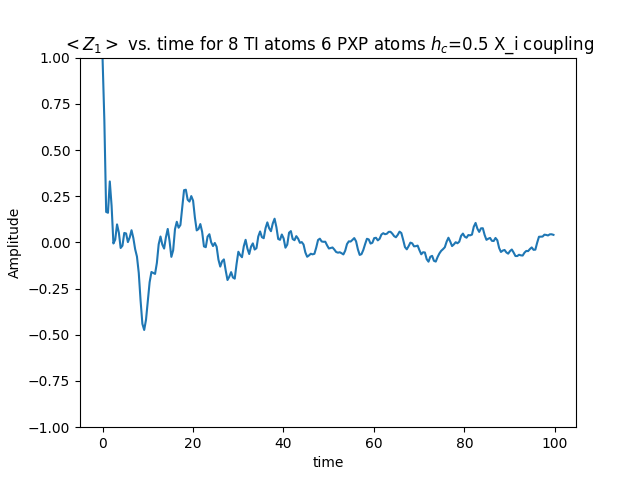 < Z₁ > vs. time for 8 TI atoms 6 PXP atoms h_c=0.5 X_i coupling
1.00
0.75
0.50
0.25
0.00
−0.25
−0.50
−0.75
−1.00
Amplitude
0 20 40 60 80 100
time